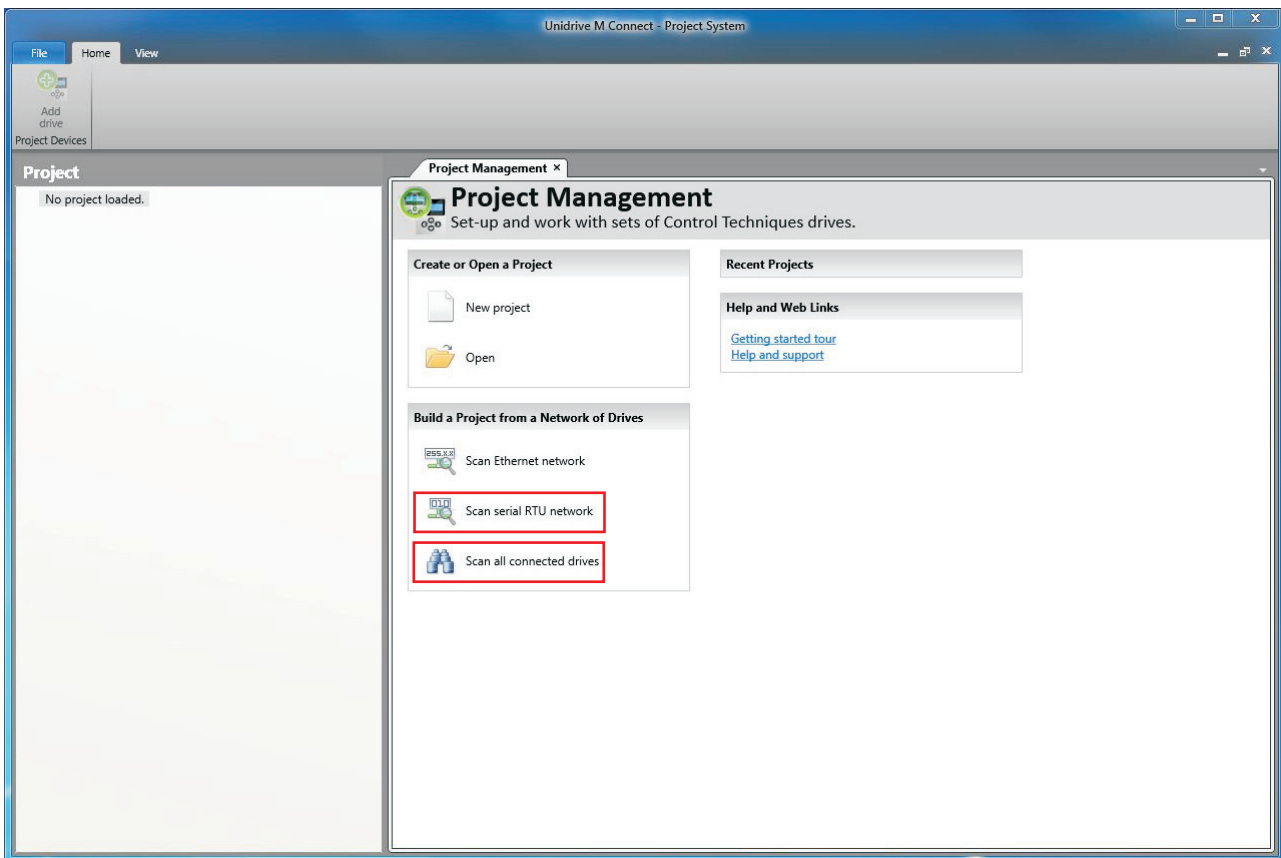 Unidrive M Connect - Project System
File Home View
Add
drive
Project Devices
Project
No project loaded.
Project Management ×
Project Management
Set-up and work with sets of Control Techniques drives.
Create or Open a Project
New project
Open
Recent Projects
Help and Web Links
Getting started tour
Help and support
Build a Project from a Network of Drives
255.X.X
Scan Ethernet network
010
Scan serial RTU network
Scan all connected drives